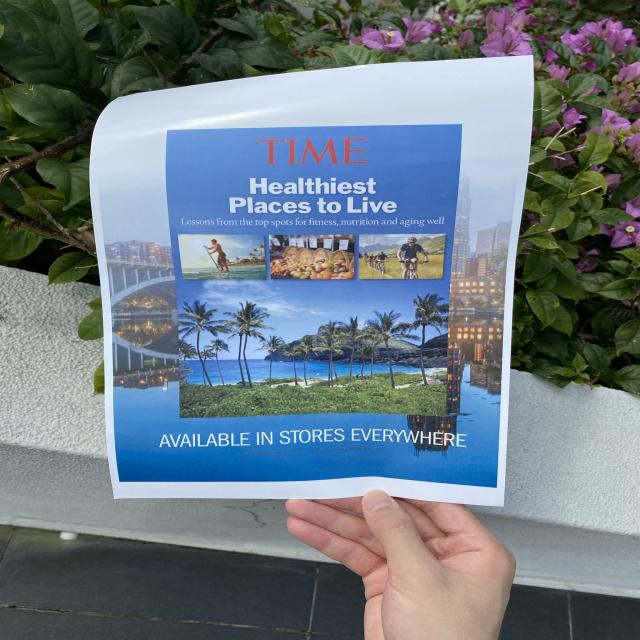 TIME
Healthiest
Places to Live
Lessons from the top spots for fitness, nutrition and aging well
AVAILABLE IN STORES EVERYWHERE